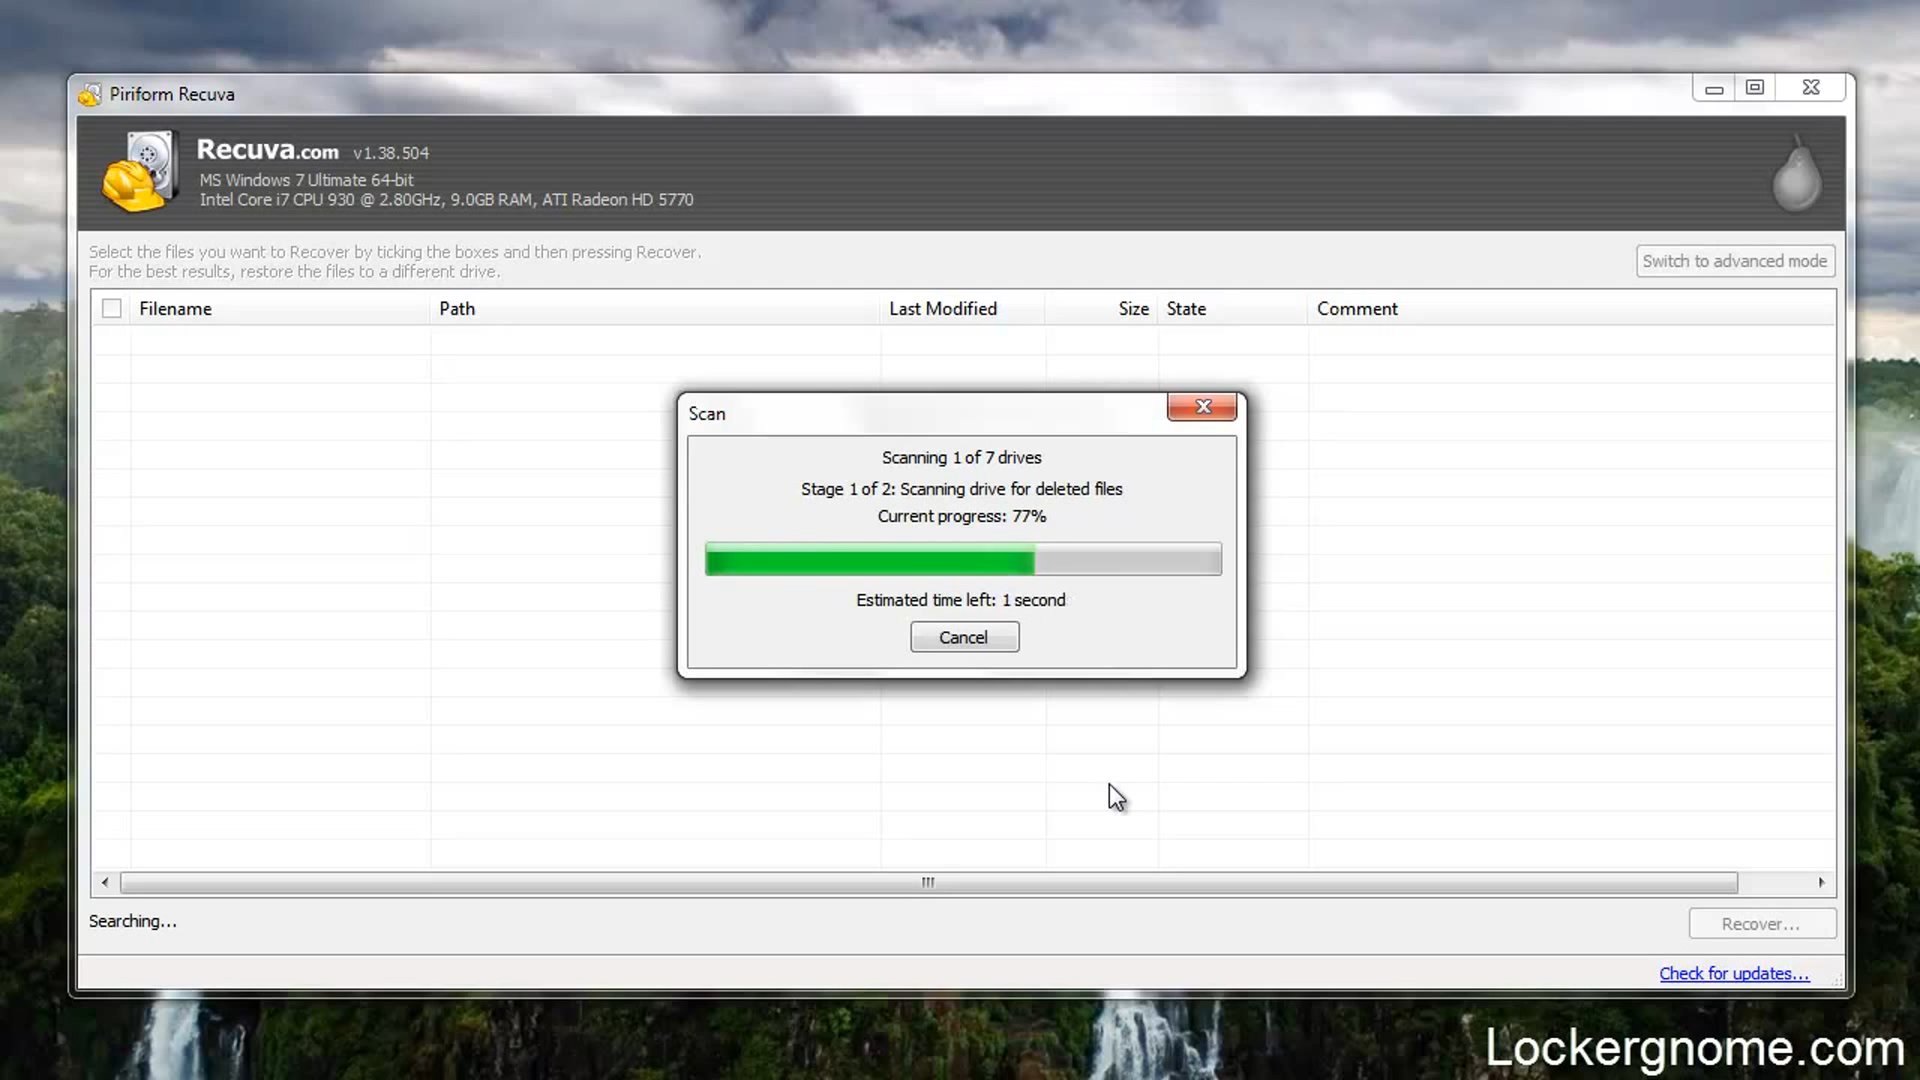 Piriform Recuva
Recuva.com v1.38.504
MS Windows 7 Ultimate 64-bit
Intel Core i7 CPU 930 @ 2.80GHz, 9.0GB RAM, ATI Radeon HD 5770
Select the files you want to Recover by ticking the boxes and then pressing Recover.
For the best results, restore the files to a different drive.
Switch to advanced mode
Filename Path Last Modified Size State Comment
Scan
Scanning 1 of 7 drives
Stage 1 of 2: Scanning drive for deleted files
Current progress: 77%
Estimated time left: 1 second
Cancel
Searching...
Recover...
Check for updates...
Lockergnome.com